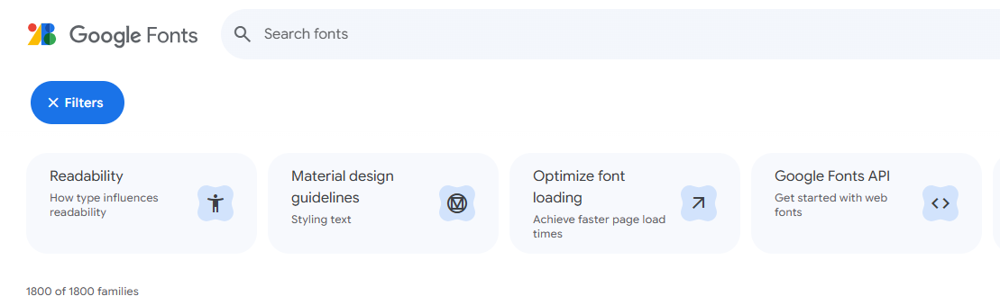 Google Fonts
Search fonts
Filters
Readability
How type influences
readability
Material design
guidelines
Styling text
Optimize font
loading
Achieve faster page load
times
Google Fonts API
Get started with web
fonts
1800 of 1800 families